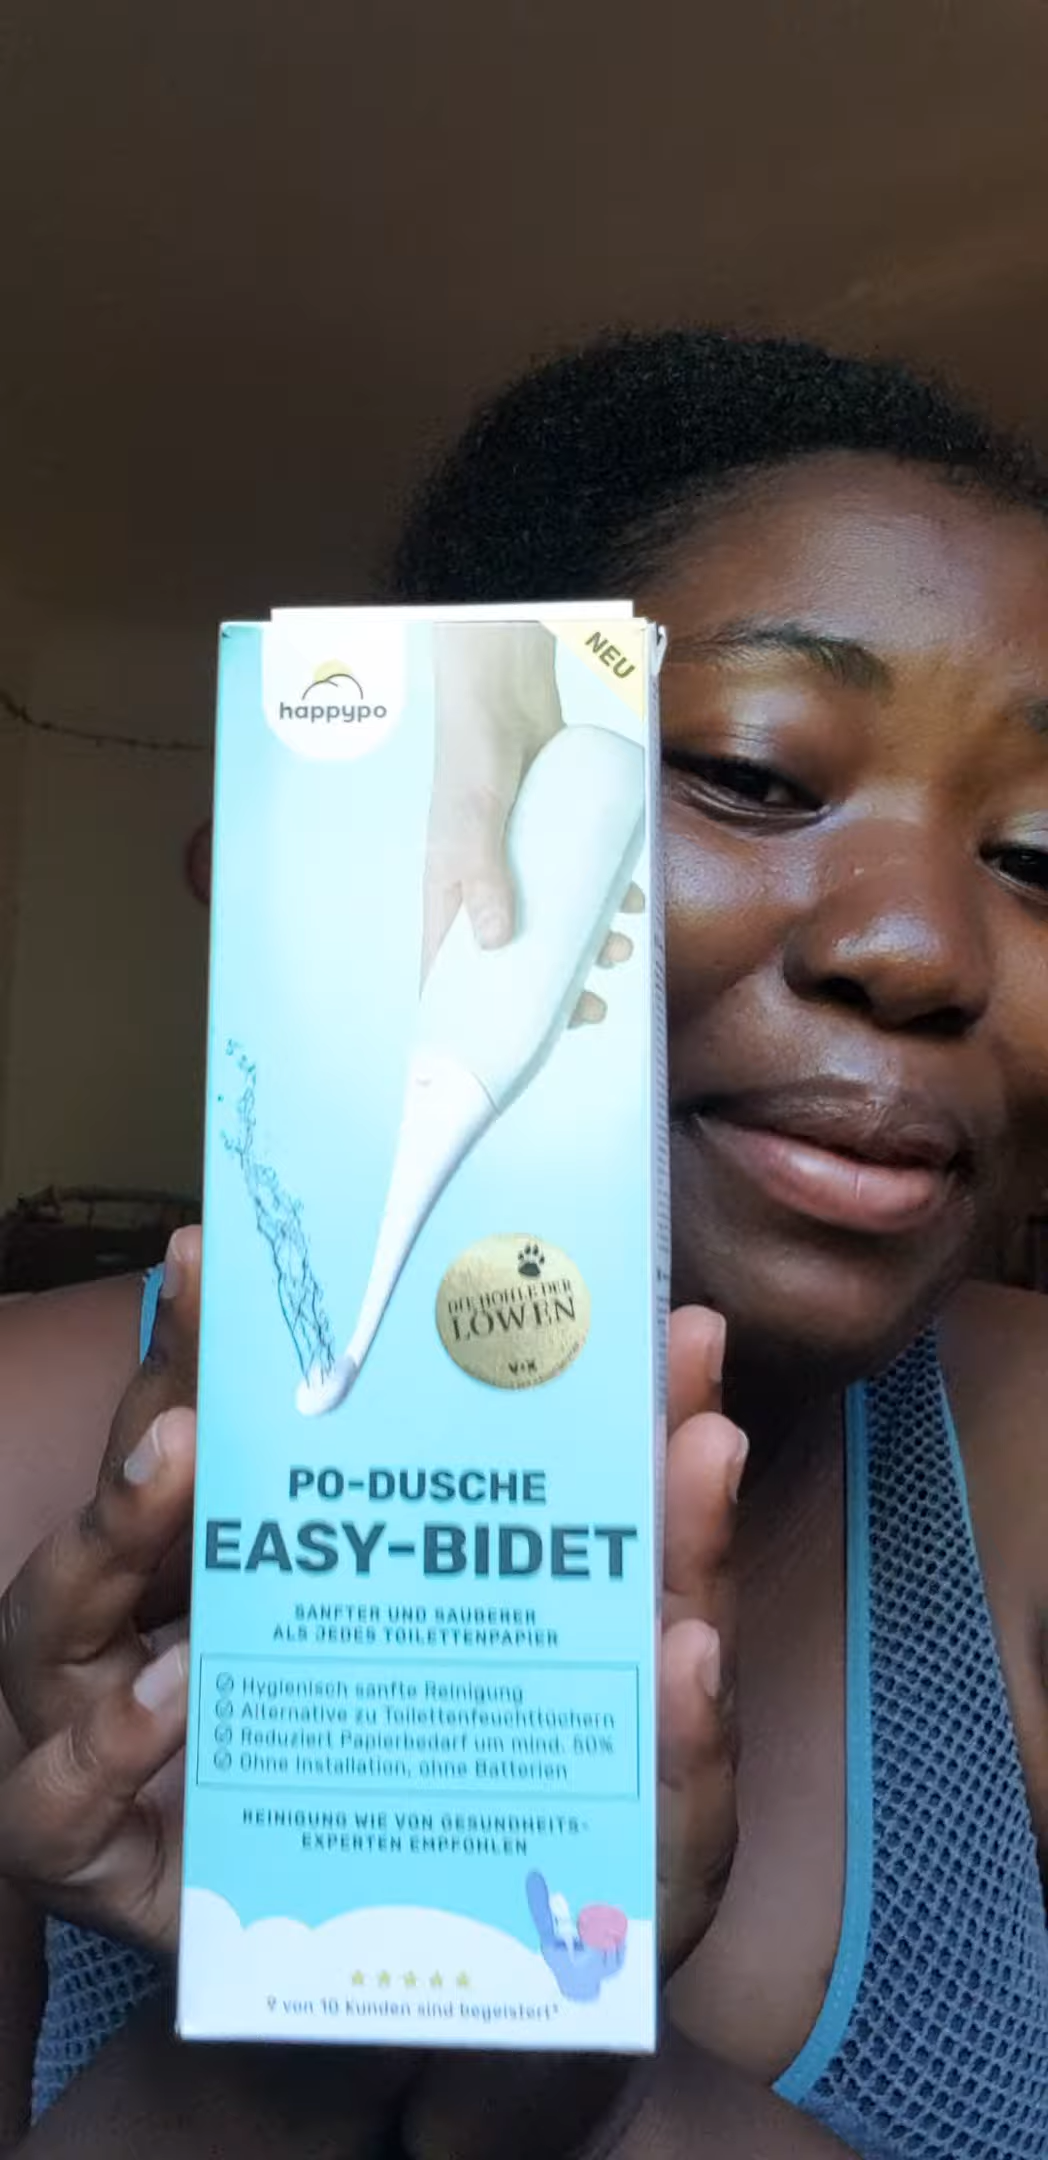 NEU
happypo
DIE HÖHLE DER
LÖWEN
VOX
PO-DUSCHE
EASY-BIDET
SANFTER UND SAUBERER
ALS JEDES TOILETTENPAPIER
Hygienisch sanfte Reinigung
Alternative zu Toilettenfeuchttüchern
Reduziert Papierbedarf um mind. 50%
Ohne Installation, ohne Batterien
REINIGUNG WIE VON GESUNDHEITS-
EXPERTEN EMPFOHLEN
9 von 10 Kunden sind begeistert*